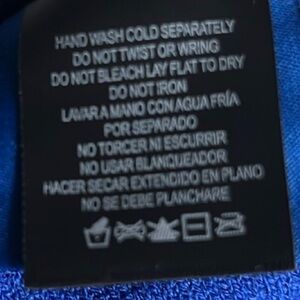 HAND WASH COLD SEPARATELY
DO NOT TWIST OR WRING
DO NOT BLEACH LAY FLAT TO DRY
DO NOT IRON
LAVAR A MANO CON AGUA FRÍA
POR SEPARADO
NO TORCER NI ESCURRIR
NO USAR BLANQUEADOR
HACER SECAR EXTENDIDO EN PLANO
NO SE DEBE PLANCHARE